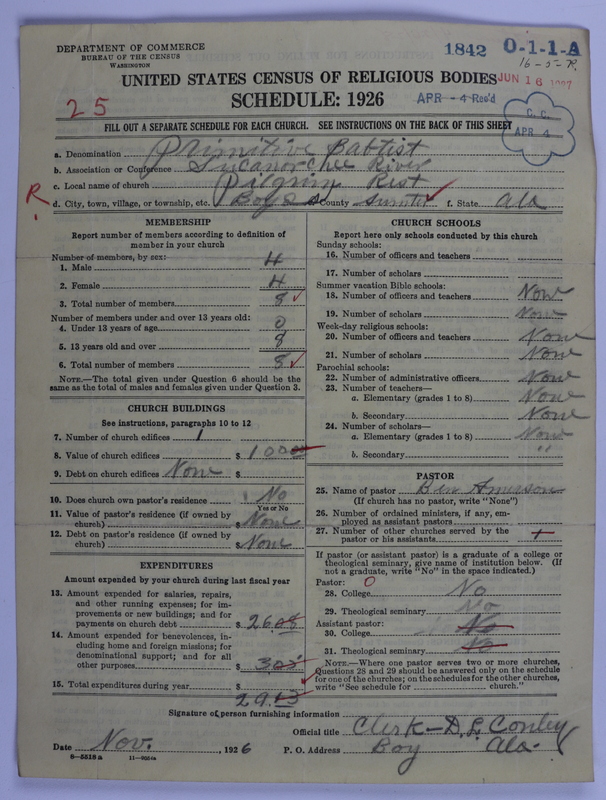 DEPARTMENT OF COMMERCE
BUREAU OF THE CENSUS
WASHINGTON
1842 O-1-1-A
16-5-R
UNITED STATES CENSUS OF RELIGIOUS BODIES
JUN 16 1927
25
SCHEDULE: 1926
APR - 4 Rec'd
C. C.
APR 4
FILL OUT A SEPARATE SCHEDULE FOR EACH CHURCH. SEE INSTRUCTIONS ON THE BACK OF THIS SHEET
a. Denomination Primitive Baptist
b. Association or Conference Sucanorchee River
c. Local name of church Pilgrim Rest
R
d. City, town, village, or township, etc. Boyd County Sumter f. State Ala
MEMBERSHIP
Report number of members according to definition of member in your church
Number of members, by sex:
1. Male 4
2. Female 4
3. Total number of members 8
Number of members under and over 13 years old:
4. Under 13 years of age 0
5. 13 years old and over 8
6. Total number of members 8
NOTE.—The total given under Question 6 should be the same as the total of males and females given under Question 3.
CHURCH BUILDINGS
See instructions, paragraphs 10 to 12
7. Number of church edifices 1
8. Value of church edifices $ 1000
9. Debt on church edifices None
10. Does church own pastor's residence No
Yes or No
11. Value of pastor's residence (if owned by church) $ None
12. Debt on pastor's residence (if owned by church) $ None
EXPENDITURES
Amount expended by your church during last fiscal year
13. Amount expended for salaries, repairs, and other running expenses; for improvements or new buildings; and for payments on church debt $ 26.08
14. Amount expended for benevolences, including home and foreign missions; for denominational support; and for all other purposes $ 305
15. Total expenditures during year $ 29.13
CHURCH SCHOOLS
Report here only schools conducted by this church
Sunday schools:
16. Number of officers and teachers
17. Number of scholars
Summer vacation Bible schools:
18. Number of officers and teachers None
19. Number of scholars None
Week-day religious schools:
20. Number of officers and teachers None
21. Number of scholars None
Parochial schools:
22. Number of administrative officers None
23. Number of teachers—
a. Elementary (grades 1 to 8) None
b. Secondary None
24. Number of scholars—
a. Elementary (grades 1 to 8) None
b. Secondary "
PASTOR
25. Name of pastor Ben Amerson
(If church has no pastor, write "None")
26. Number of ordained ministers, if any, employed as assistant pastors
27. Number of other churches served by the pastor or his assistants
If pastor (or assistant pastor) is a graduate of a college or theological seminary, give name of institution below. (If not a graduate, write "No" in the space indicated.)
Pastor: 0
28. College No
29. Theological seminary No
Assistant pastor:
30. College No
31. Theological seminary No
NOTE.—Where one pastor serves two or more churches, Questions 28 and 29 should be answered only on the schedule for one of the churches; on the schedules for the other churches, write "See schedule for church."
Signature of person furnishing information
Official title Clerk-D. L. Conley
Date Nov. , 1926 P. O. Address Boy Ala.
8-5518a